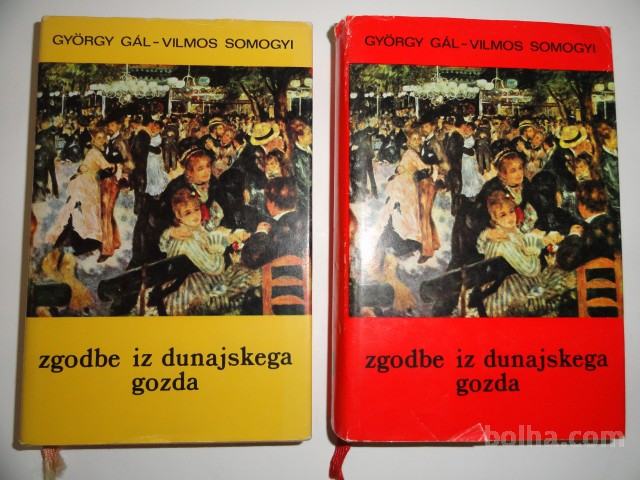 GYÖRGY GÁL-VILMOS SOMOGYI
zgodbe iz dunajskega
gozda
GYÖRGY GÁL-VILMOS SOMOGYI
zgodbe iz dunajskega
gozda
bolha.com